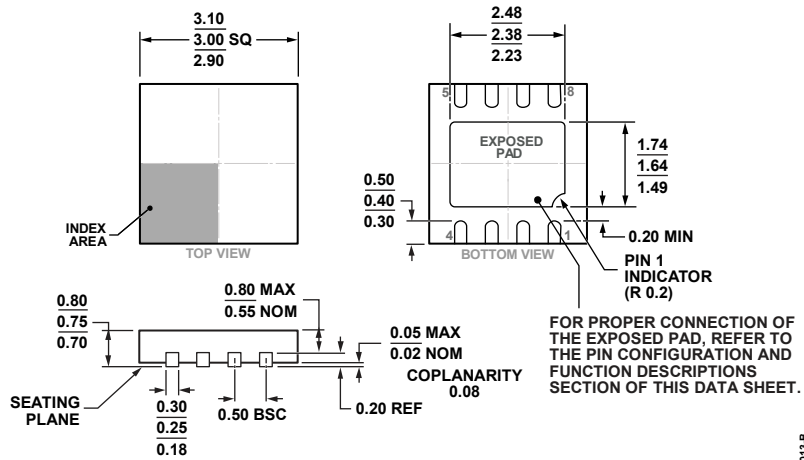 3.10
3.00 SQ
2.90
2.48
2.38
2.23
5
8
EXPOSED
PAD
1.74
1.64
1.49
0.50
0.40
0.30
INDEX
AREA
TOP VIEW
4
1
BOTTOM VIEW
0.20 MIN
PIN 1
INDICATOR
(R 0.2)
0.80
0.75
0.70
0.80 MAX
0.55 NOM
0.05 MAX
0.02 NOM
COPLANARITY
0.08
FOR PROPER CONNECTION OF
THE EXPOSED PAD, REFER TO
THE PIN CONFIGURATION AND
FUNCTION DESCRIPTIONS
SECTION OF THIS DATA SHEET.
SEATING
PLANE
0.30
0.25
0.18
0.50 BSC
0.20 REF